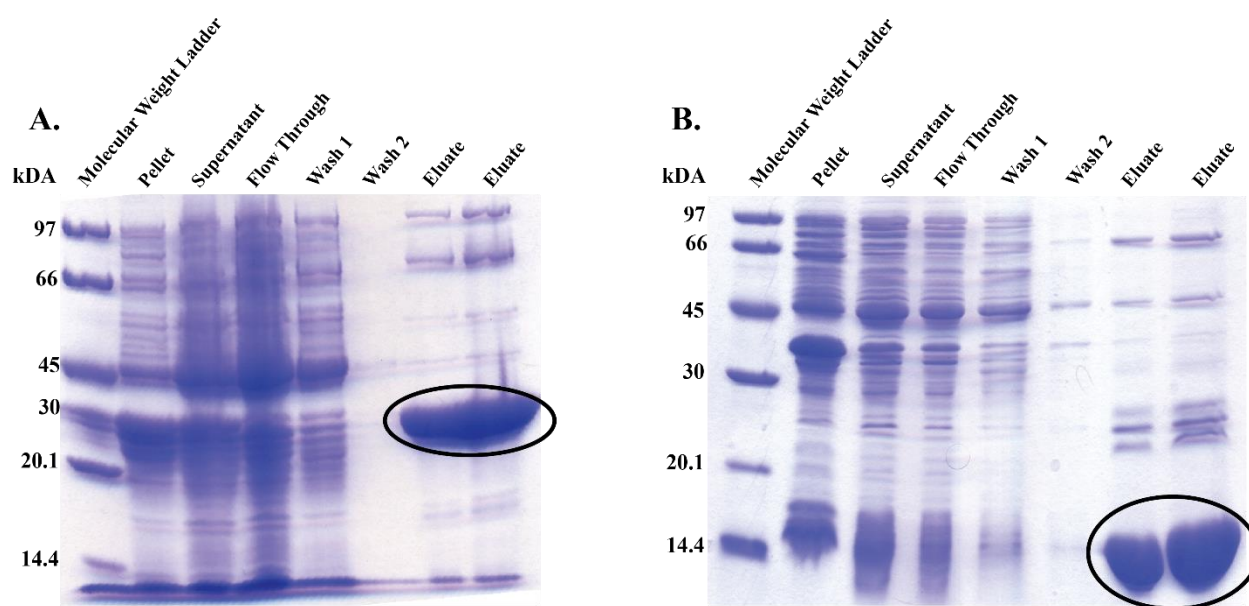 A.
kDA
Molecular Weight Ladder
Pellet
Supernatant
Flow Through
Wash 1
Wash 2
Eluate
Eluate
97
66
45
30
20.1
14.4
B.
kDA
Molecular Weight Ladder
Pellet
Supernatant
Flow Through
Wash 1
Wash 2
Eluate
Eluate
97
66
45
30
20.1
14.4